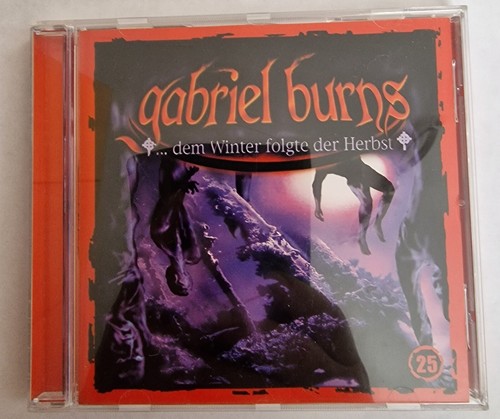 gabriel burns
... dem Winter folgte der Herbst
25